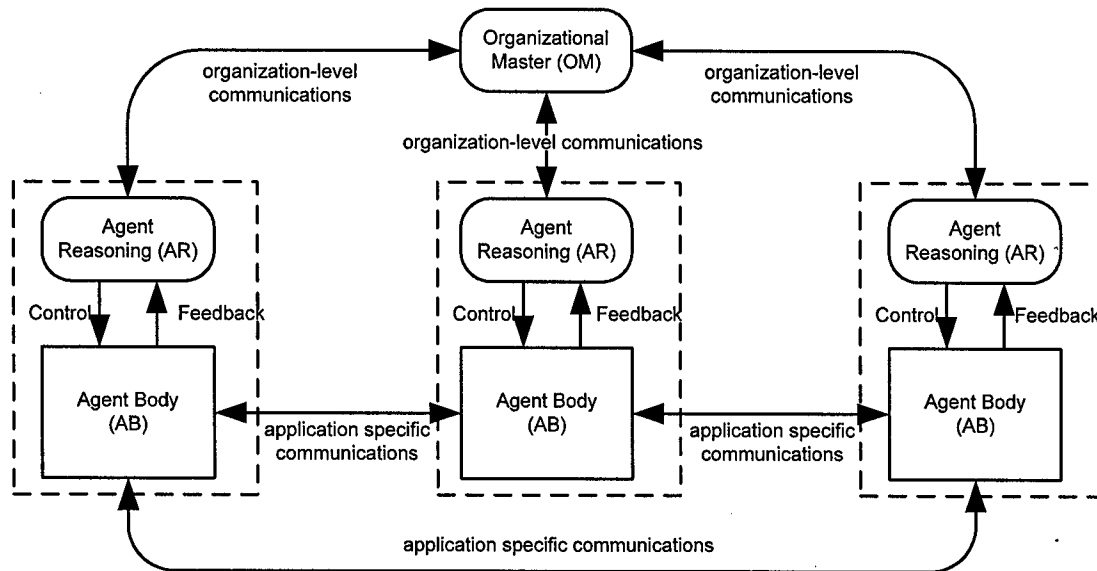 Organizational
Master (OM)
organization-level
communications
organization-level
communications
organization-level communications
Agent
Reasoning (AR)
Agent
Reasoning (AR)
Agent
Reasoning (AR)
Control
Feedback
Control
Feedback
Control
Feedback
Agent Body
(AB)
Agent Body
(AB)
Agent Body
(AB)
application specific
communications
application specific
communications
application specific communications